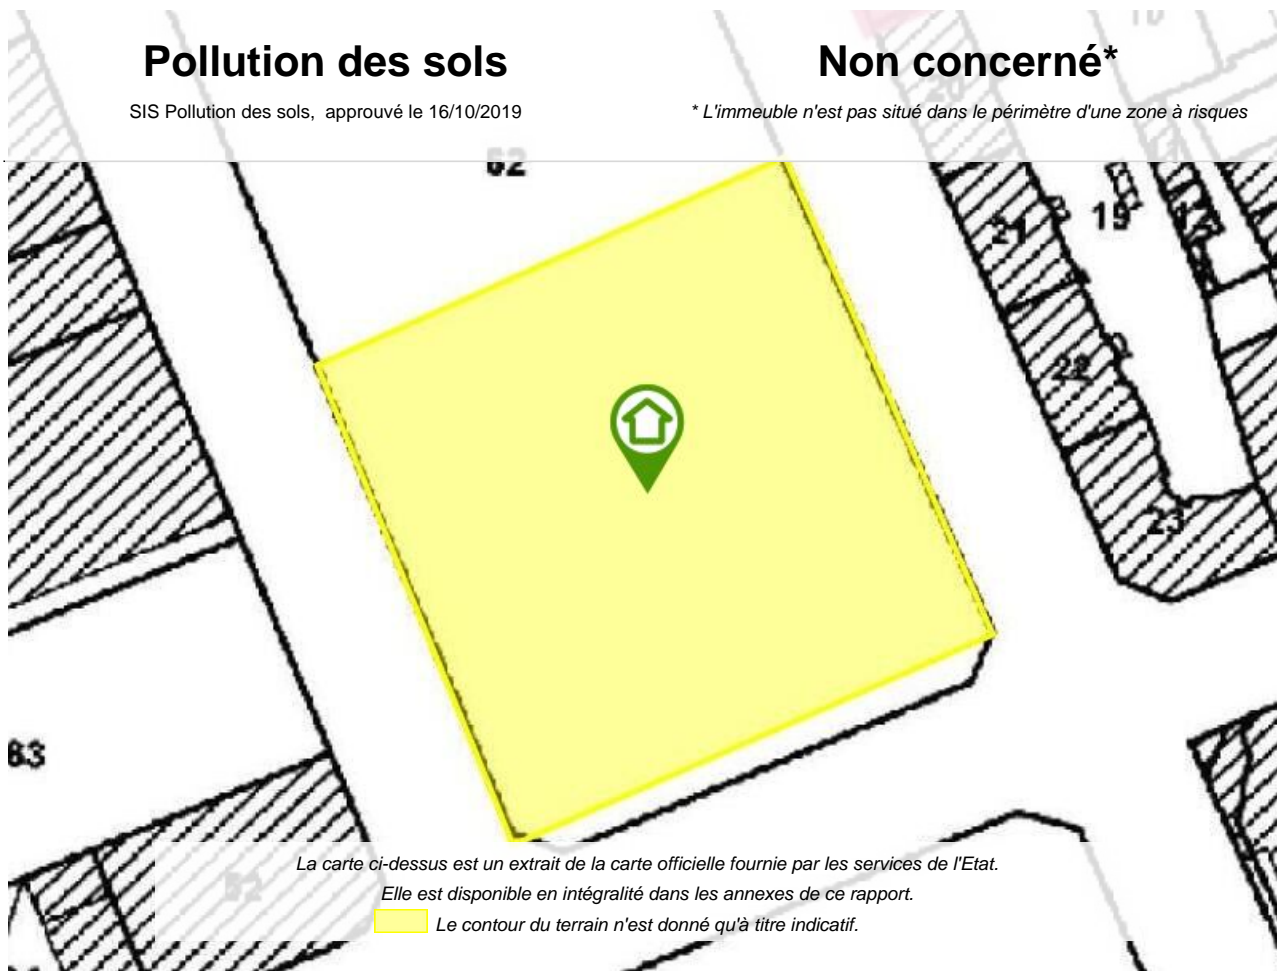 Pollution des sols
Non concerné*
SIS Pollution des sols, approuvé le 16/10/2019
* L'immeuble n'est pas situé dans le périmètre d'une zone à risques
62
21
15
22
23
63
52
La carte ci-dessus est un extrait de la carte officielle fournie par les services de l'Etat.
Elle est disponible en intégralité dans les annexes de ce rapport.
Le contour du terrain n'est donné qu'à titre indicatif.